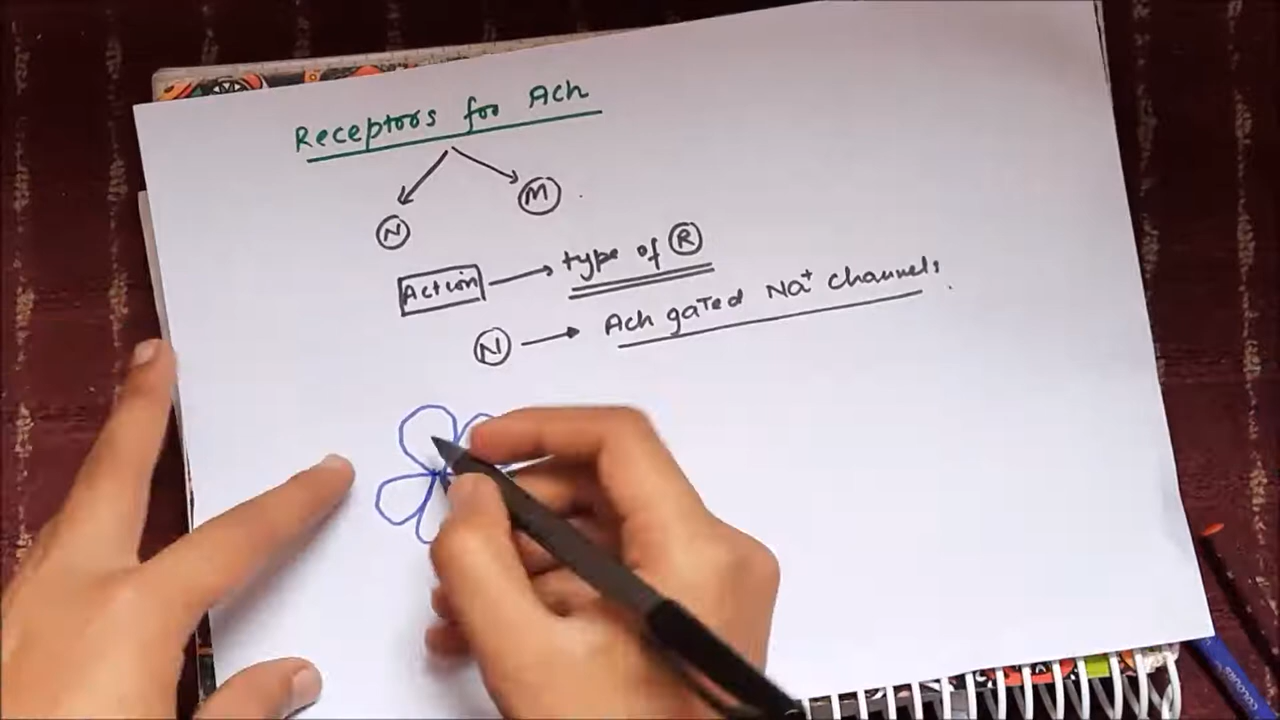 Receptors for Ach
N
M
Action → type of R
N → Ach gated Na+ channels